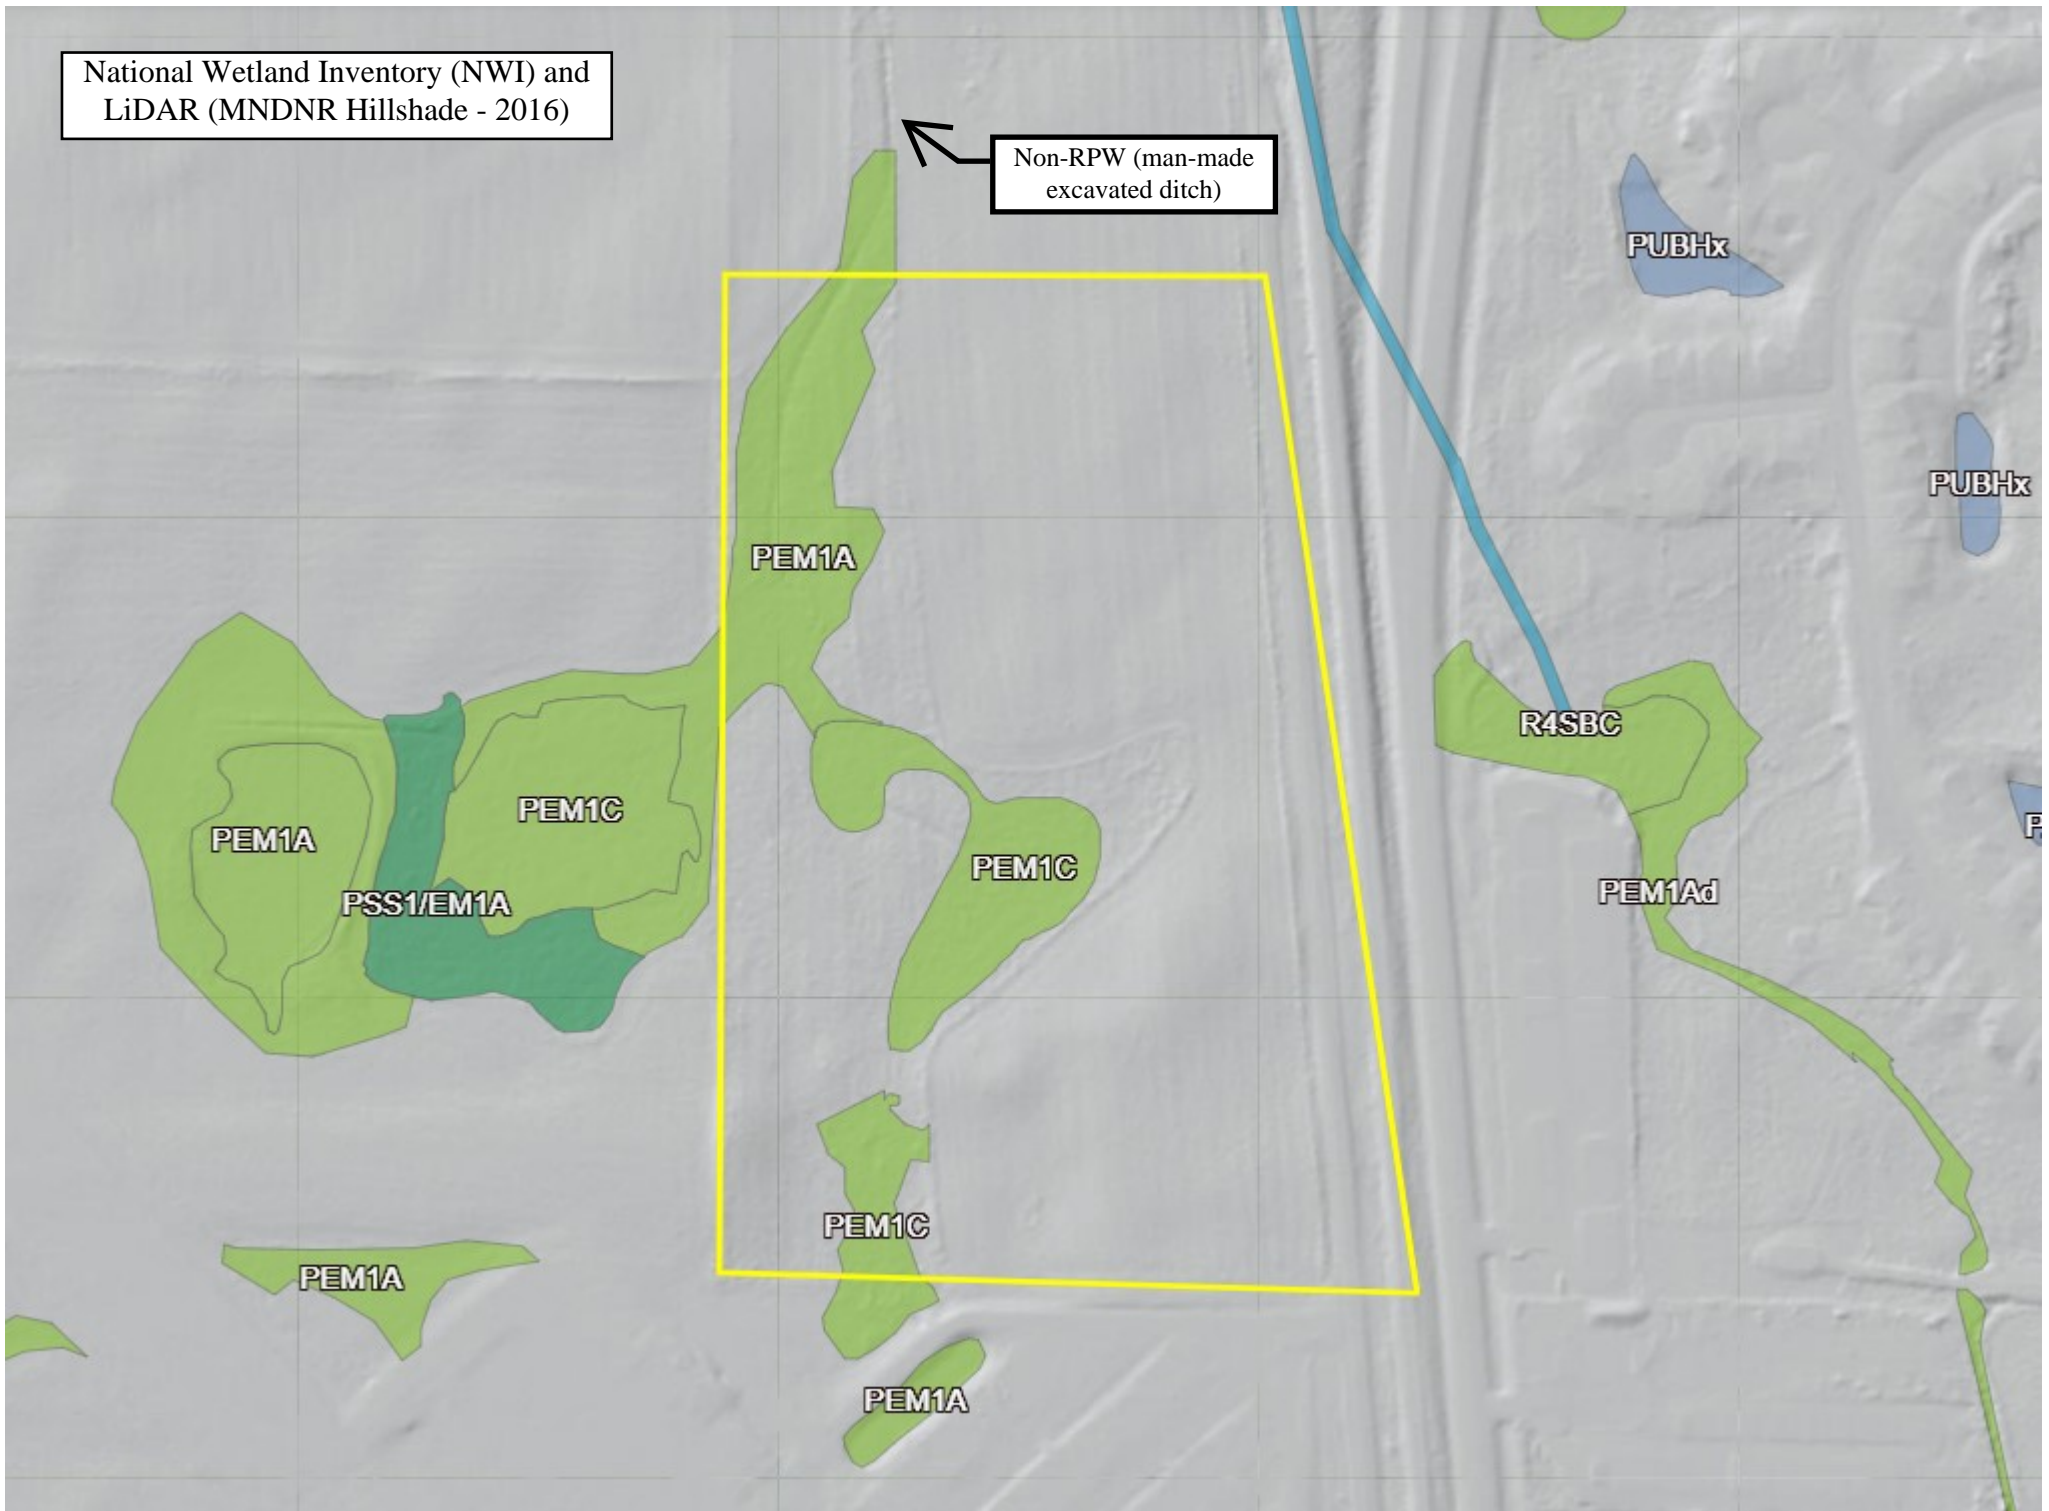 National Wetland Inventory (NWI) and
LiDAR (MNDNR Hillshade - 2016)
Non-RPW (man-made
excavated ditch)
PUBHx
PUBHx
PEM1A
R4SBC
PEM1C
PEM1A
P
PEM1C
PSS1/EM1A
PEM1Ad
PEM1C
PEM1A
PEM1A